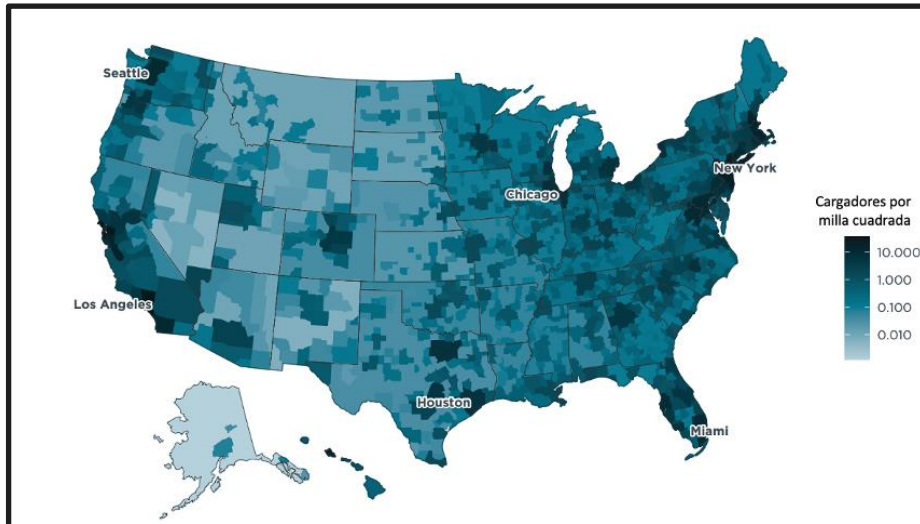 Seattle
New York
Chicago
Cargadores por
milla cuadrada
10.000
1.000
0.100
0.010
Los Angeles
Houston
Miami